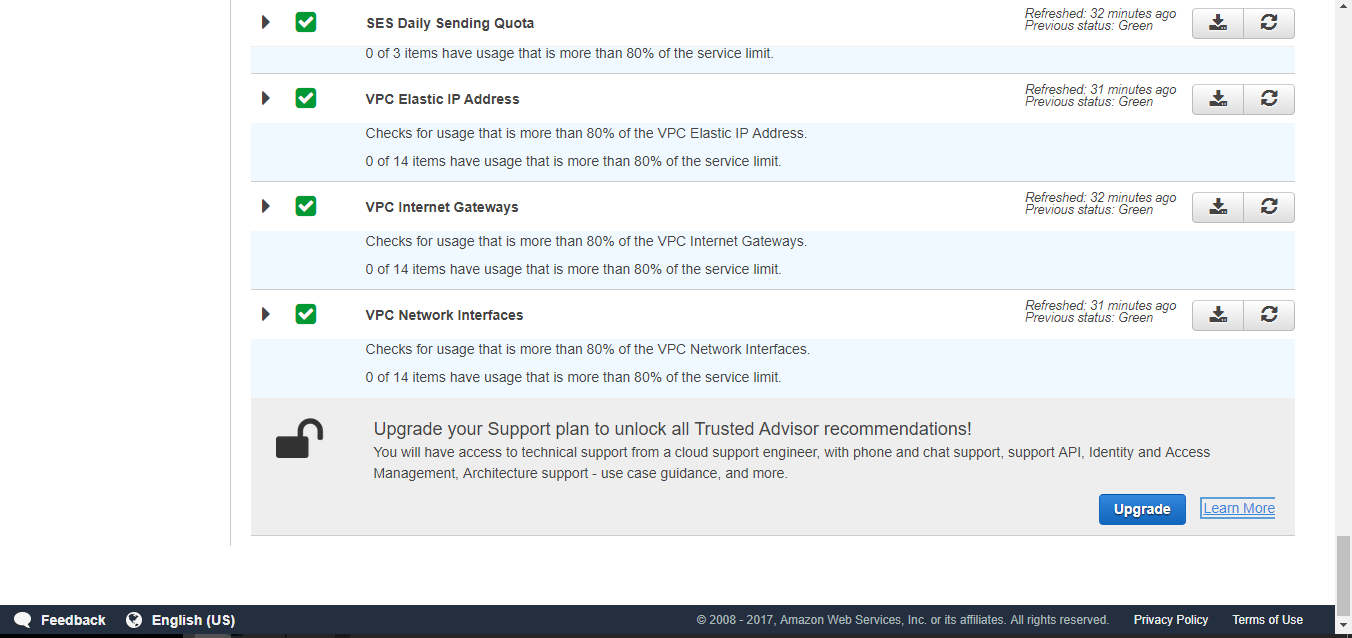 SES Daily Sending Quota
Refreshed: 32 minutes ago
Previous status: Green
0 of 3 items have usage that is more than 80% of the service limit.
VPC Elastic IP Address
Refreshed: 31 minutes ago
Previous status: Green
Checks for usage that is more than 80% of the VPC Elastic IP Address.
0 of 14 items have usage that is more than 80% of the service limit.
VPC Internet Gateways
Refreshed: 32 minutes ago
Previous status: Green
Checks for usage that is more than 80% of the VPC Internet Gateways.
0 of 14 items have usage that is more than 80% of the service limit.
VPC Network Interfaces
Refreshed: 31 minutes ago
Previous status: Green
Checks for usage that is more than 80% of the VPC Network Interfaces.
0 of 14 items have usage that is more than 80% of the service limit.
Upgrade your Support plan to unlock all Trusted Advisor recommendations!
You will have access to technical support from a cloud support engineer, with phone and chat support, support API, Identity and Access
Management, Architecture support - use case guidance, and more.
Upgrade
Learn More
Feedback
English (US)
© 2008 - 2017, Amazon Web Services, Inc. or its affiliates. All rights reserved.
Privacy Policy
Terms of Use